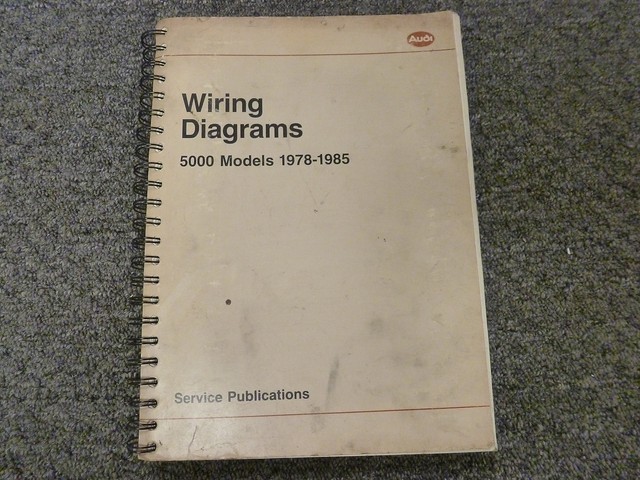 Audi
Wiring
Diagrams
5000 Models 1978-1985
Service Publications